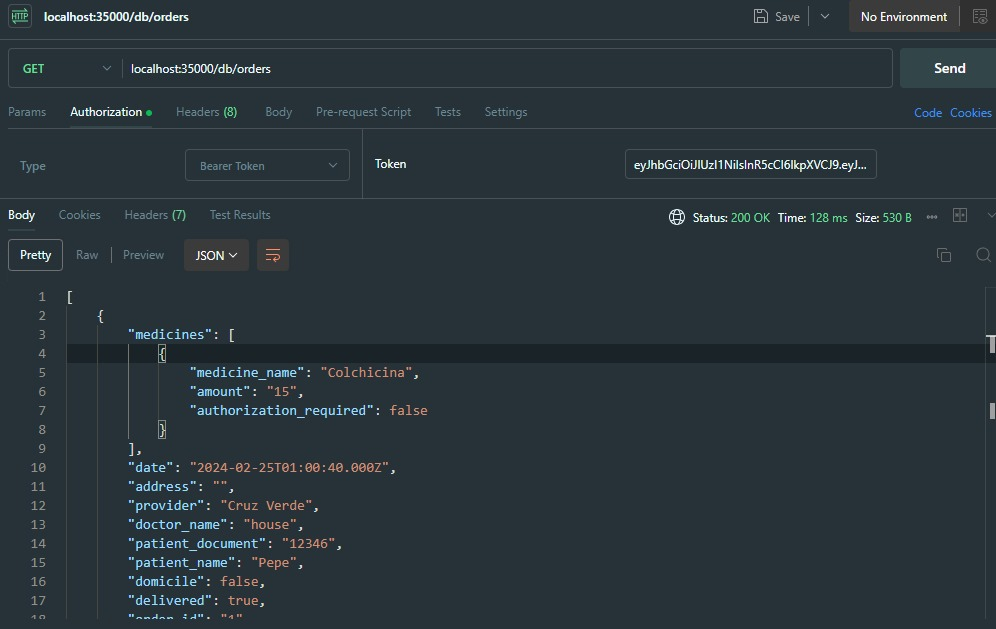 HTTP localhost:35000/db/orders Save No Environment
GET localhost:35000/db/orders Send
Params Authorization Headers (8) Body Pre-request Script Tests Settings Code Cookies
Type Bearer Token Token eyJhbGciOiJIUzI1NiIsInR5cCI6IkpXVCJ9.eyJ...
Body Cookies Headers (7) Test Results Status: 200 OK Time: 128 ms Size: 530 B
Pretty Raw Preview JSON
1 [
2 {
3 "medicines": [
4 {
5 "medicine_name": "Colchicina",
6 "amount": "15",
7 "authorization_required": false
8 }
9 ],
10 "date": "2024-02-25T01:00:40.000Z",
11 "address": "",
12 "provider": "Cruz Verde",
13 "doctor_name": "house",
14 "patient_document": "12346",
15 "patient_name": "Pepe",
16 "domicile": false,
17 "delivered": true,
18 "order_id": "1"